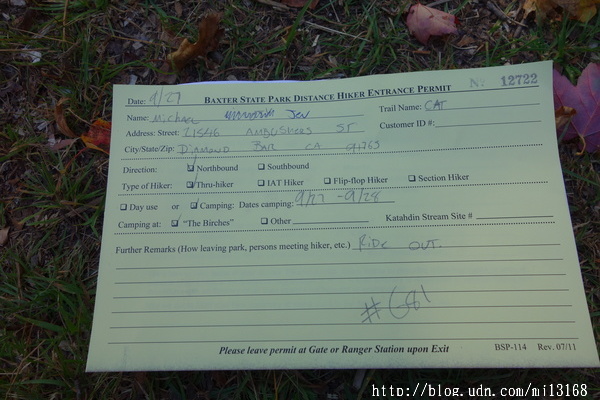 BAXTER STATE PARK DISTANCE HIKER ENTRANCE PERMIT No 12722
Date: 9/27
Name: Michael Jen Trail Name: CAT
Address: Street: 21546 AMBUSHERS ST Customer ID #:
City/State/Zip: DIAMOND BAR CA 91765
Direction: Northbound Southbound
Type of Hiker: Thru-hiker IAT Hiker Flip-flop Hiker Section Hiker
Day use or Camping: Dates camping: 9/27 - 9/28
Camping at: "The Birches" Other Katahdin Stream Site #
Further Remarks (How leaving park, persons meeting hiker, etc.) RIDE OUT.
#681
Please leave permit at Gate or Ranger Station upon Exit BSP-114 Rev. 07/11
http://blog.udn.com/mi13168